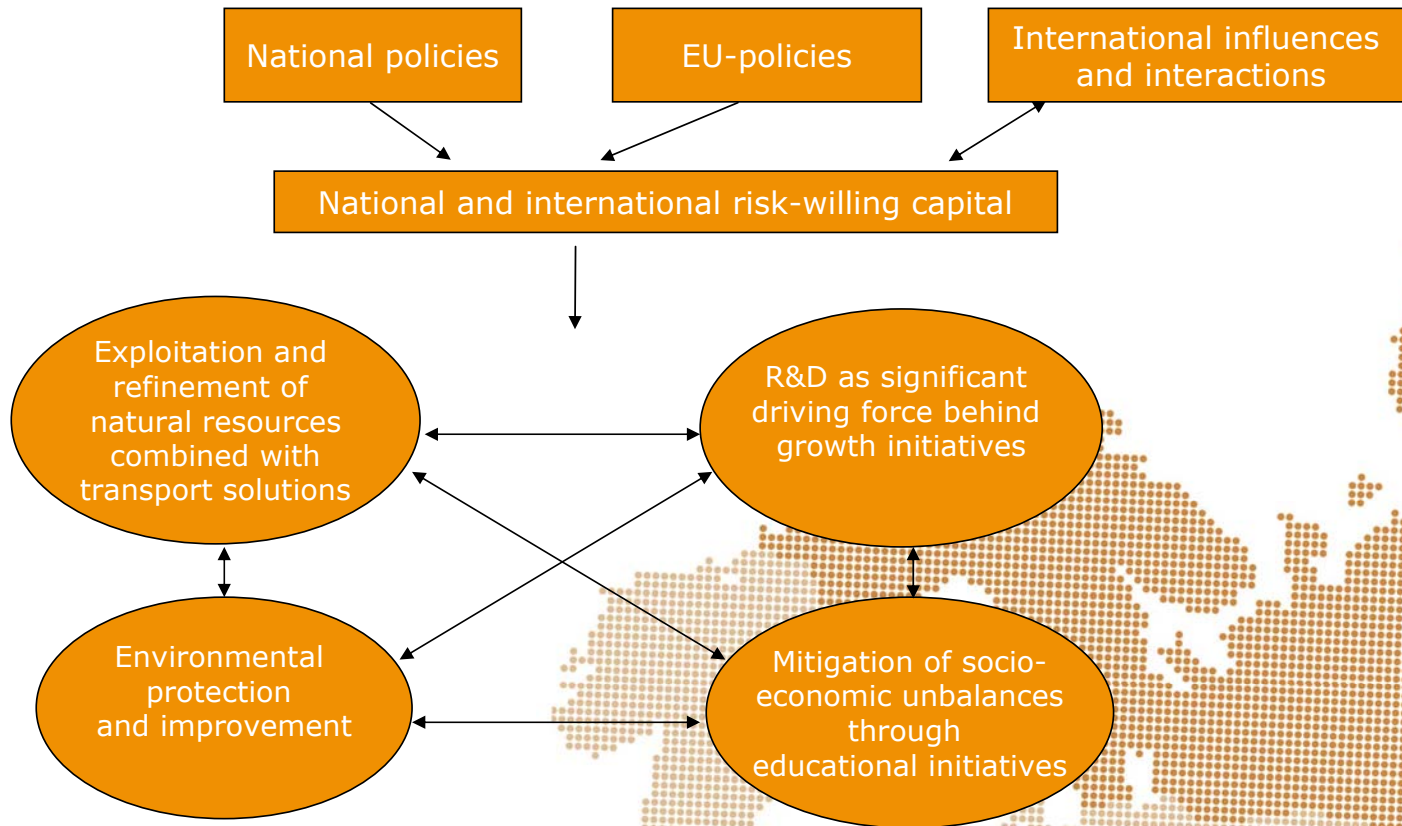 National policies
EU-policies
International influences
and interactions
National and international risk-willing capital
Exploitation and
refinement of
natural resources
combined with
transport solutions
R&D as significant
driving force behind
growth initiatives
Environmental
protection
and improvement
Mitigation of socio-
economic unbalances
through
educational initiatives